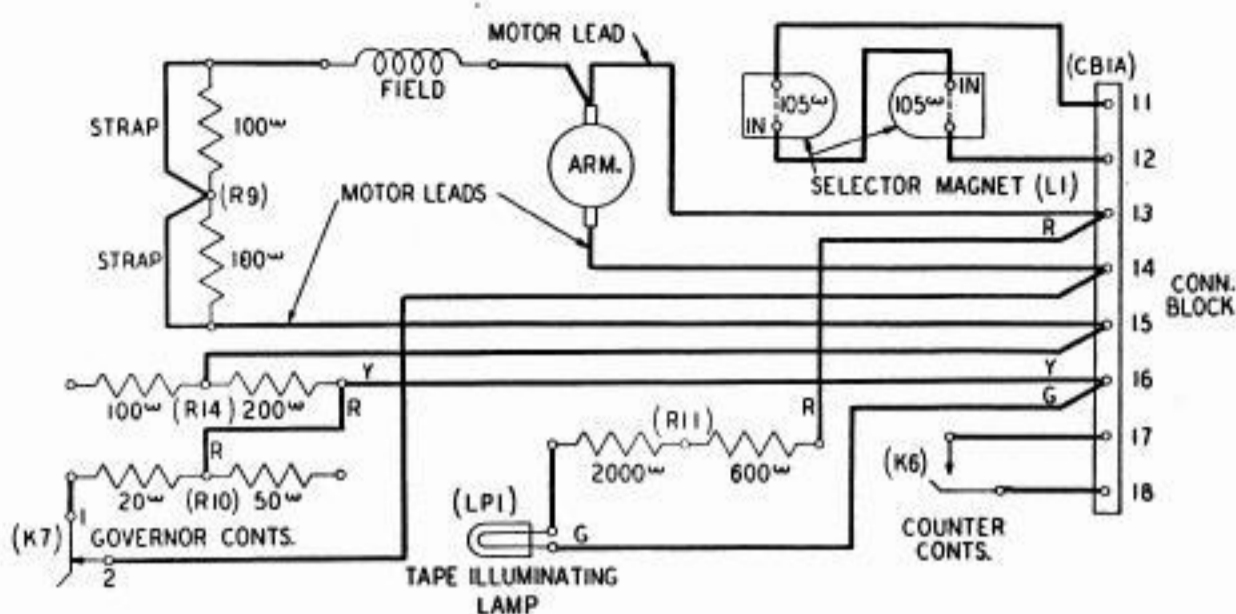 MOTOR LEAD
FIELD
(CB1A)
IN
105ω
105ω
IN
11
STRAP
100ω
ARM.
12
SELECTOR MAGNET (L1)
(R9)
MOTOR LEADS
13
R
STRAP
100ω
14
CONN.
BLOCK
15
Y
Y
16
100ω (R14) 200ω
R
G
R
(R11)
17
R
2000ω
600ω
(K6)
20ω (R10) 50ω
18
(LP1)
1
(K7)
GOVERNOR CONTS.
G
COUNTER
CONTS.
2
TAPE ILLUMINATING
LAMP